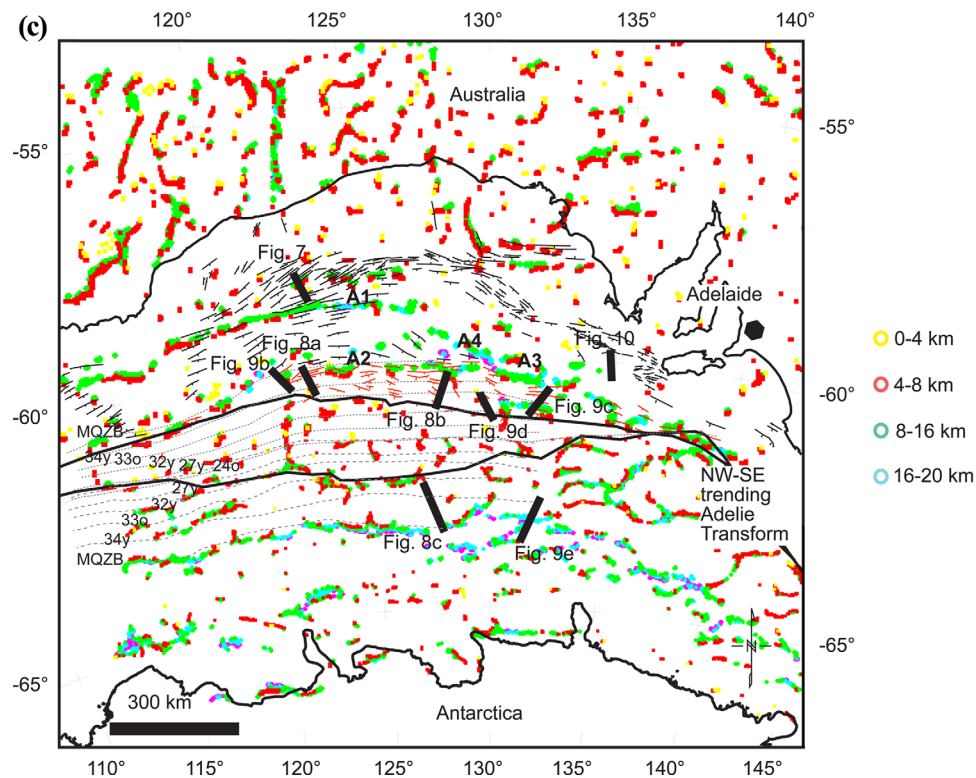 (c)
120°
125°
130°
135°
140°
Australia
-55°
-55°
Fig. 7
A1
Adelaide
Fig. 8a
Fig. 10
0-4 km
A2
A4
A3
Fig. 9b
4-8 km
-60°
-60°
Fig. 9c
Fig. 8b
Fig. 9d
8-16 km
MQZB
34y 33o 32y 27y 24o
NW-SE
trending
Adelie
Transform
16-20 km
27y
32y
33o
34y
Fig. 8c
Fig. 9e
MQZB
N
-65°
-65°
300 km
Antarctica
110°
115°
120°
125°
130°
135°
140°
145°